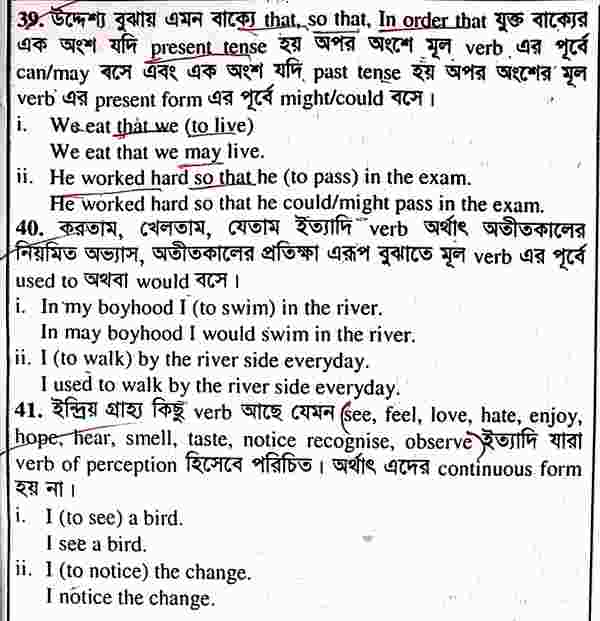 39. উদ্দেশ্য বুঝায় এমন বাক্যে that, so that, In order that যুক্ত বাক্যের
এক অংশ যদি present tense হয় অপর অংশে মূল verb এর পূর্বে
can/may বসে এবং এক অংশ যদি past tense হয় অপর অংশের মূল
verb এর present form এর পূর্বে might/could বসে।
i. We eat that we (to live)
We eat that we may live.
ii. He worked hard so that he (to pass) in the exam.
He worked hard so that he could/might pass in the exam.
40. করতাম, খেলতাম, যেতাম ইত্যাদি verb অর্থাৎ অতীতকালের
নিয়মিত অভ্যাস, অতীতকালের প্রতিক্ষা এরূপ বুঝাতে মূল verb এর পূর্বে
used to অথবা would বসে।
i. In my boyhood I (to swim) in the river.
In may boyhood I would swim in the river.
ii. I (to walk) by the river side everyday.
I used to walk by the river side everyday.
41. ইন্দ্রিয় গ্রাহ্য কিছু verb আছে যেমন (see, feel, love, hate, enjoy,
hope, hear, smell, taste, notice recognise, observe) ইত্যাদি যারা
verb of perception হিসেবে পরিচিত। অর্থাৎ এদের continuous form
হয় না।
i. I (to see) a bird.
I see a bird.
ii. I (to notice) the change.
I notice the change.